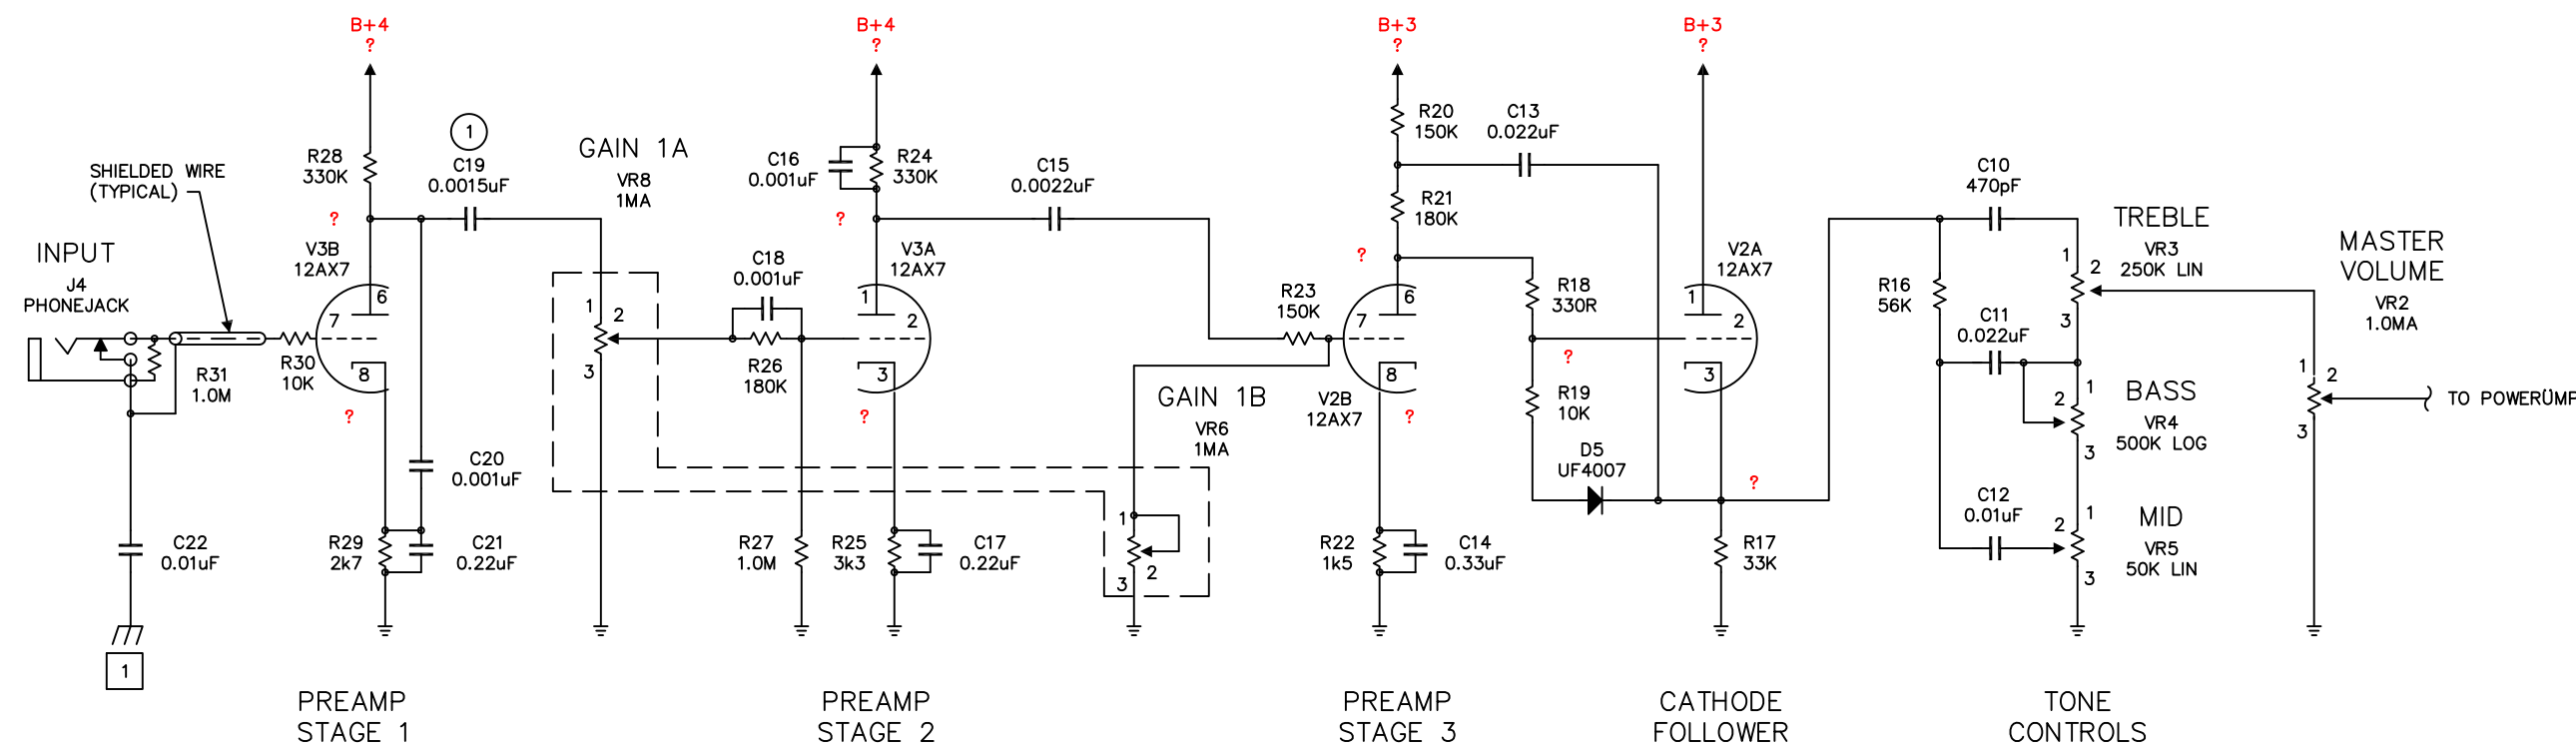 B+4
?
B+4
?
B+3
?
B+3
?
SHIELDED WIRE
(TYPICAL)
INPUT
J4
PHONEJACK
R31
1.0M
R30
10K
C22
0.01uF
1
R28
330K
?
V3B
12AX7
6
7
8
?
1
C19
0.0015uF
C20
0.001uF
R29
2k7
C21
0.22uF
PREAMP
STAGE 1
GAIN 1A
VR8
1MA
1
2
3
C18
0.001uF
R26
180K
R27
1.0M
C16
0.001uF
R24
330K
?
V3A
12AX7
1
2
3
?
R25
3k3
C17
0.22uF
PREAMP
STAGE 2
C15
0.0022uF
R23
150K
GAIN 1B
VR6
1MA
1
2
3
R20
150K
C13
0.022uF
R21
180K
?
6
7
8
V2B
12AX7
?
R22
1k5
C14
0.33uF
PREAMP
STAGE 3
R18
330R
?
R19
10K
D5
UF4007
V2A
12AX7
1
2
3
?
R17
33K
CATHODE
FOLLOWER
C10
470pF
R16
56K
C11
0.022uF
C12
0.01uF
TREBLE
VR3
250K LIN
1
2
3
BASS
VR4
500K LOG
1
2
3
MID
VR5
50K LIN
1
2
3
TONE
CONTROLS
MASTER
VOLUME
VR2
1.0MA
1
2
3
TO POWERÜMP